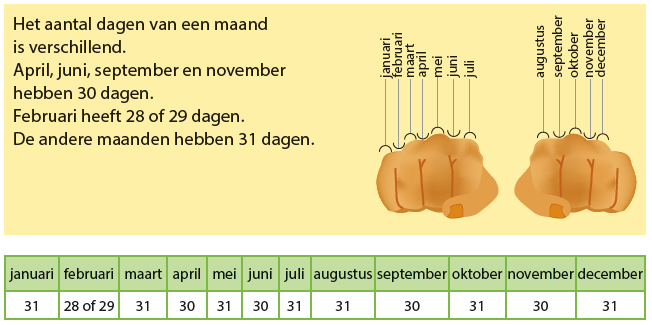 Het aantal dagen van een maand
is verschillend.
April, juni, september en november
hebben 30 dagen.
Februari heeft 28 of 29 dagen.
De andere maanden hebben 31 dagen.
januari
februari
maart
april
mei
juni
juli
augustus
september
oktober
november
december
januari februari maart april mei juni juli augustus september oktober november december
31 28 of 29 31 30 31 30 31 31 30 31 30 31